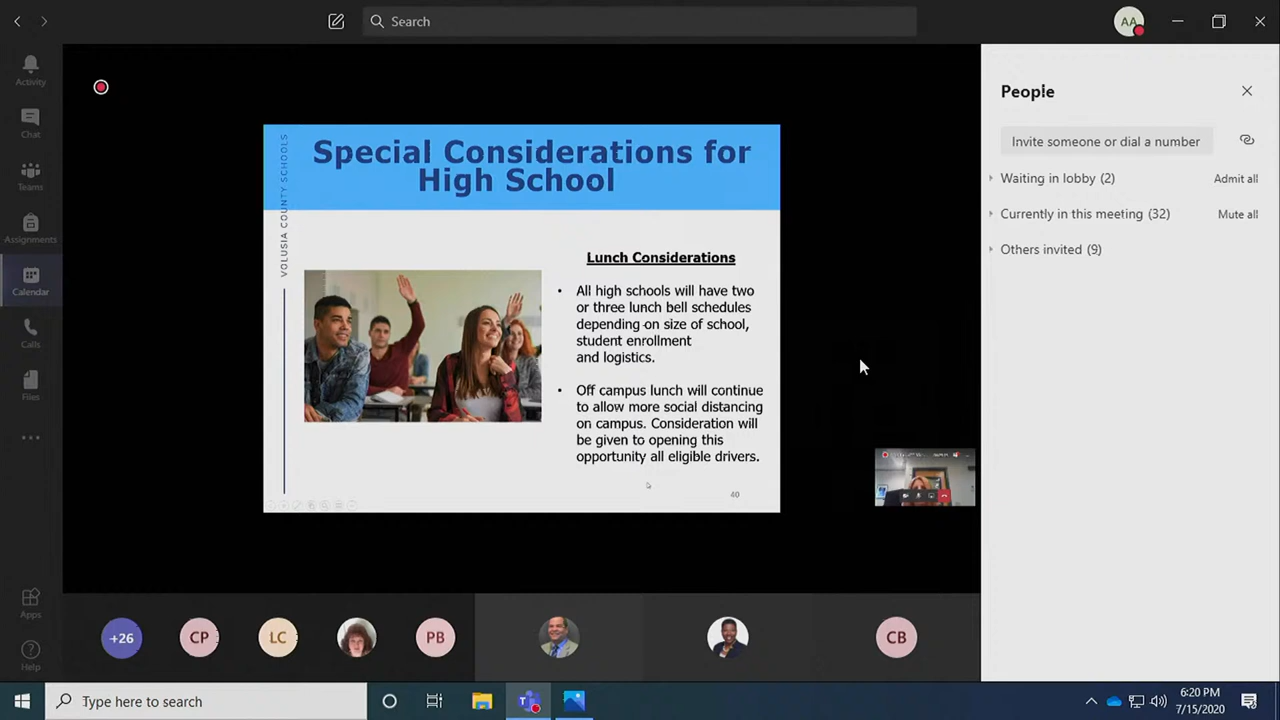 Search
AA
Activity
Chat
Teams
Assignments
Calendar
Calls
Files
Apps
Help
VOLUSIA COUNTY SCHOOLS
Special Considerations for
High School
Lunch Considerations
• All high schools will have two
or three lunch bell schedules
depending on size of school,
student enrollment
and logistics.
• Off campus lunch will continue
to allow more social distancing
on campus. Consideration will
be given to opening this
opportunity all eligible drivers.
40
People
Invite someone or dial a number
Waiting in lobby (2)
Admit all
Currently in this meeting (32)
Mute all
Others invited (9)
+26
CP
LC
PB
CB
Type here to search
6:20 PM
7/15/2020